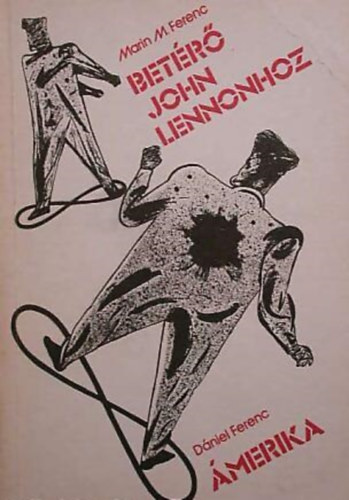 Marin M. Ferenc
BETÉRŐ
JOHN
LENNONHOZ
Dániel Ferenc
ÁMERIKA